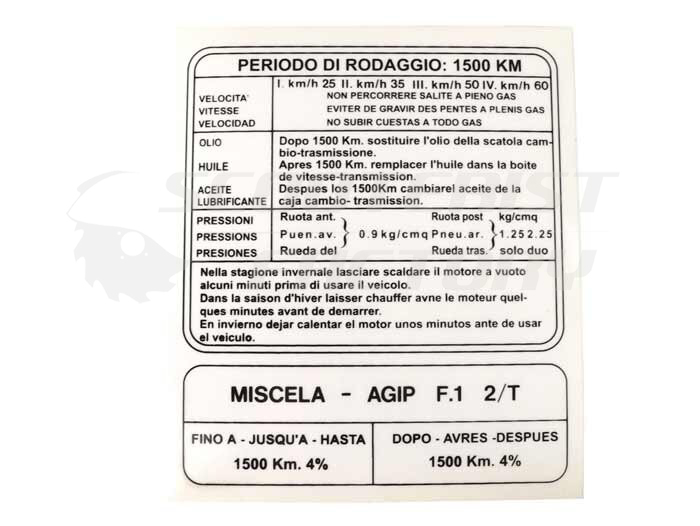 PERIODO DI RODAGGIO: 1500 KM
VELOCITA'
VITESSE
VELOCIDAD
I. km/h 25 II. km/h 35 III. km/h 50 IV. km/h 60
NON PERCORRERE SALITE A PIENO GAS
EVITER DE GRAVIR DES PENTES A PLENIS GAS
NO SUBIR CUESTAS A TODO GAS
OLIO
Dopo 1500 Km. sostituire l'olio della scatola cam-
bio-trasmissione.
HUILE
Apres 1500 Km. remplacer l'huile dans la boite
de vitesse-transmission.
ACEITE
LUBRIFICANTE
Despues los 1500Km cambiarel aceite de la
caja cambio- trasmission.
PRESSIONI Ruota ant. Ruota post kg/cmq
PRESSIONS Puen.av. 0.9 kg/cmq Pneu.ar. 1.25 2.25
PRESIONES Rueda del Rueda tras. solo duo
Nella stagione invernale lasciare scaldare il motore a vuoto
alcuni minuti prima di usare il veicolo.
Dans la saison d'hiver laisser chauffer avne le moteur quel-
ques minutes avant de demarrer.
En invierno dejar calentar el motor unos minutos ante de usar
el veiculo.
MISCELA - AGIP F.1 2/T
FINO A - JUSQU'A - HASTA
1500 Km. 4%
DOPO - AVRES -DESPUES
1500 Km. 4%
SCOOTERIST
FACTORY